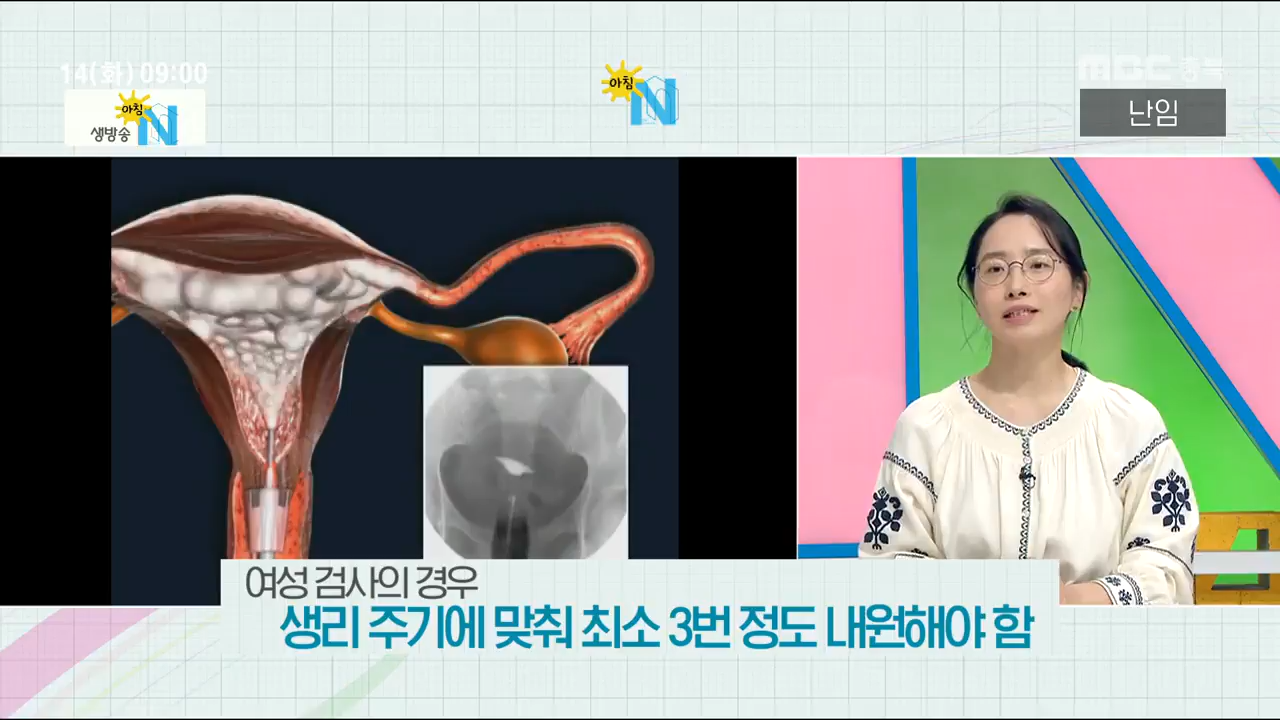 14(화) 09:00
아침
생방송 N
아침
N
MBC 충북
난임
여성 검사의 경우
생리 주기에 맞춰 최소 3번 정도 내원해야 함